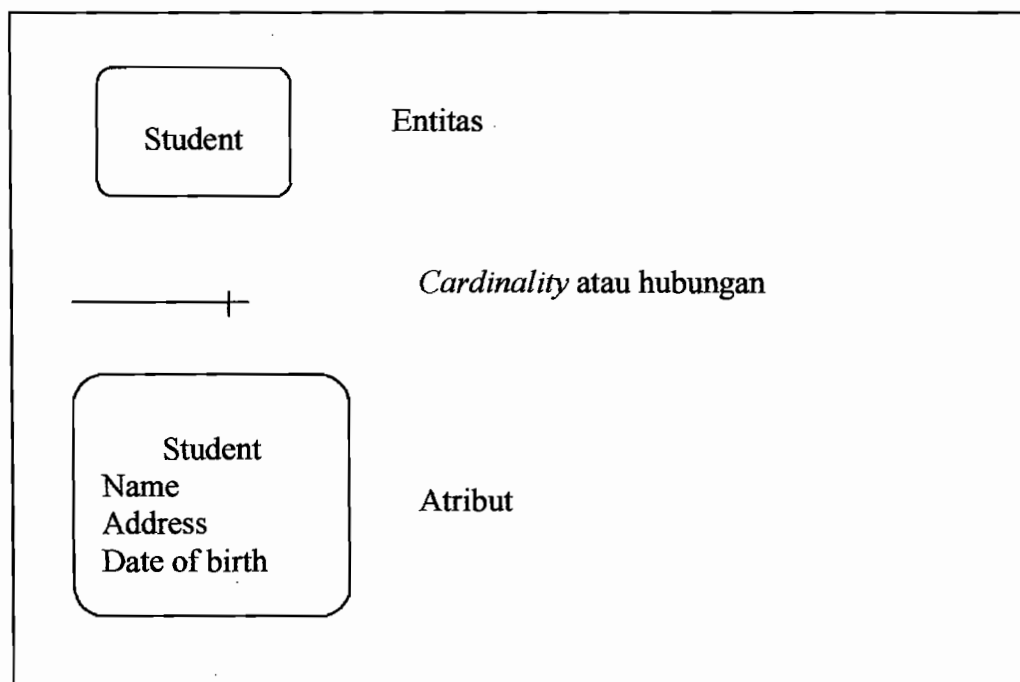 Student
Entitas
Cardinality atau hubungan
Student
Name
Address
Date of birth
Atribut